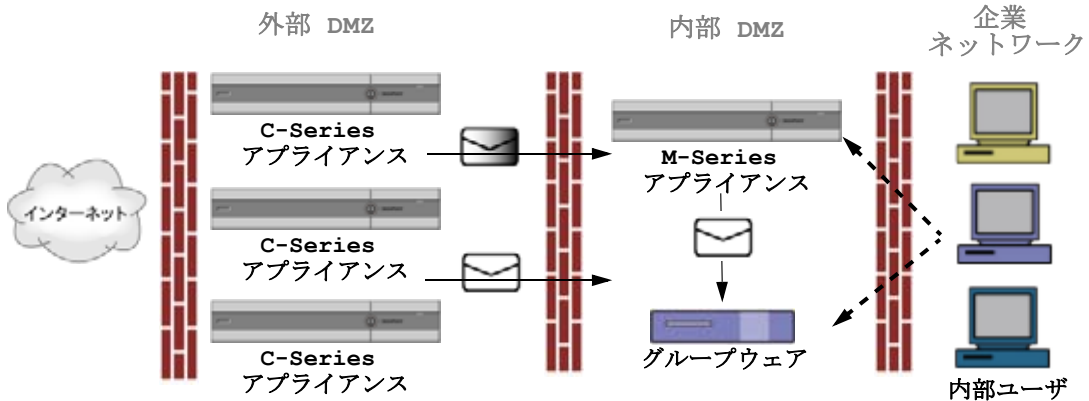 外部 DMZ
内部 DMZ
企業
ネットワーク
C-Series
アプライアンス
M-Series
アプライアンス
インターネット
C-Series
アプライアンス
グループウェア
C-Series
アプライアンス
内部ユーザ